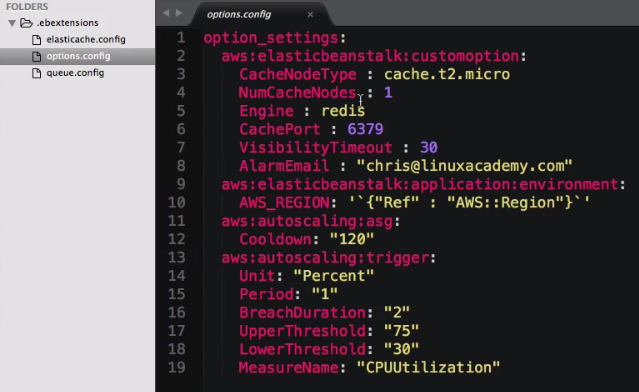 FOLDERS
.ebextensions
elasticache.config
options.config
queue.config
options.config ×
1 option_settings:
2 aws:elasticbeanstalk:customoption:
3 CacheNodeType : cache.t2.micro
4 NumCacheNodes : 1
5 Engine : redis
6 CachePort : 6379
7 VisibilityTimeout : 30
8 AlarmEmail : "chris@linuxacademy.com"
9 aws:elasticbeanstalk:application:environment:
10 AWS_REGION: '`{"Ref" : "AWS::Region"}`'
11 aws:autoscaling:asg:
12 Cooldown: "120"
13 aws:autoscaling:trigger:
14 Unit: "Percent"
15 Period: "1"
16 BreachDuration: "2"
17 UpperThreshold: "75"
18 LowerThreshold: "30"
19 MeasureName: "CPUUtilization"